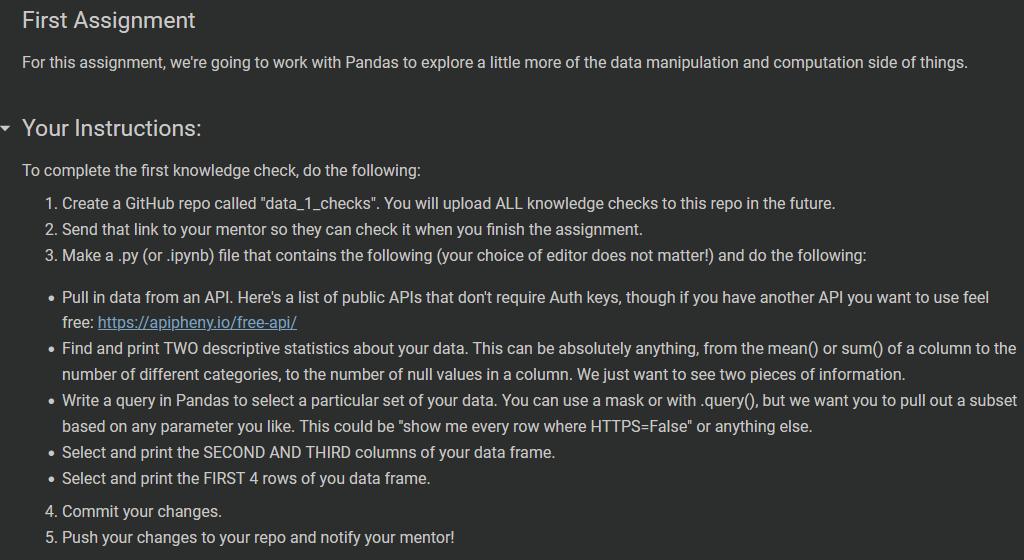 First Assignment
For this assignment, we're going to work with Pandas to explore a little more of the data manipulation and computation side of things.
Your Instructions:
To complete the first knowledge check, do the following:
1. Create a GitHub repo called "data_1_checks". You will upload ALL knowledge checks to this repo in the future.
2. Send that link to your mentor so they can check it when you finish the assignment.
3. Make a .py (or .ipynb) file that contains the following (your choice of editor does not matter!) and do the following:
• Pull in data from an API. Here's a list of public APIs that don't require Auth keys, though if you have another API you want to use feel
free: https://apipheny.io/free-api/
• Find and print TWO descriptive statistics about your data. This can be absolutely anything, from the mean() or sum() of a column to the
number of different categories, to the number of null values in a column. We just want to see two pieces of information.
• Write a query in Pandas to select a particular set of your data. You can use a mask or with .query(), but we want you to pull out a subset
based on any parameter you like. This could be "show me every row where HTTPS=False" or anything else.
• Select and print the SECOND AND THIRD columns of your data frame.
• Select and print the FIRST 4 rows of you data frame.
4. Commit your changes.
5. Push your changes to your repo and notify your mentor!